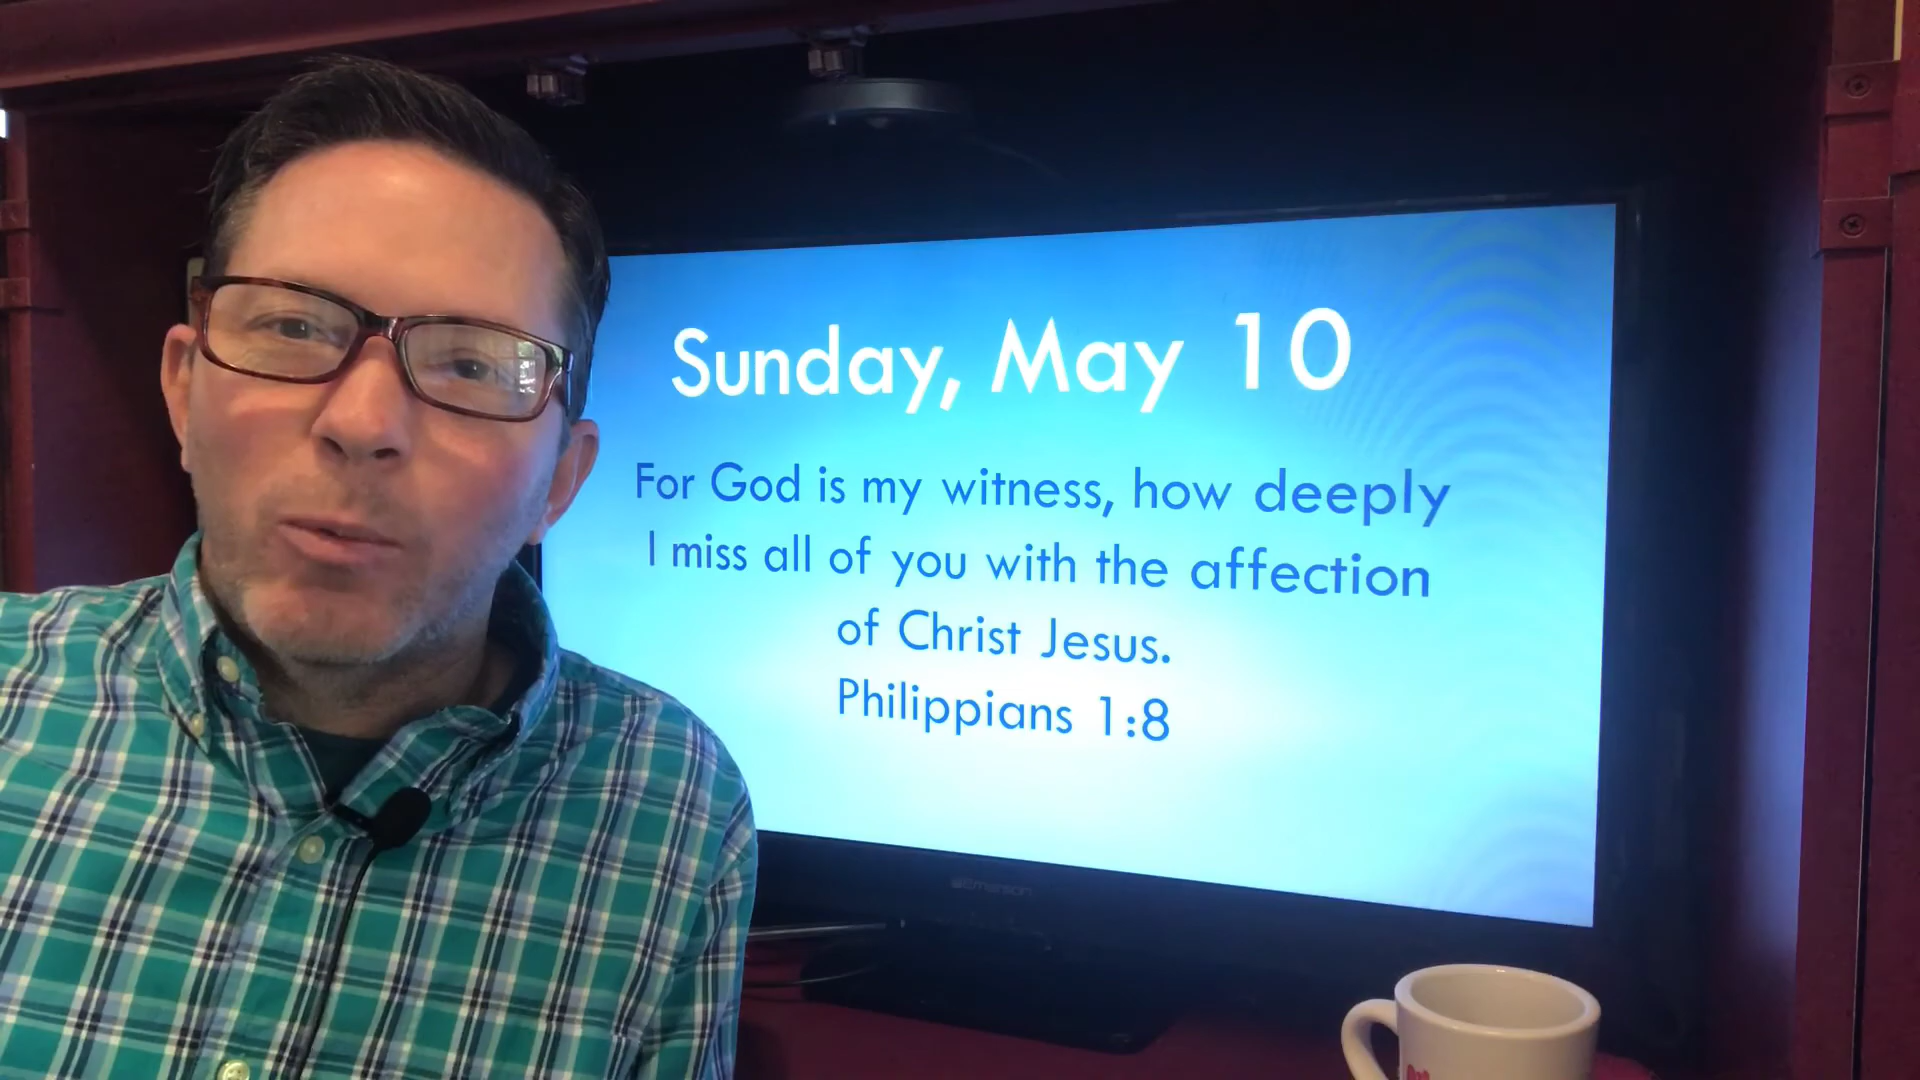 Sunday, May 10
For God is my witness, how deeply
I miss all of you with the affection
of Christ Jesus.
Philippians 1:8
EMERSON